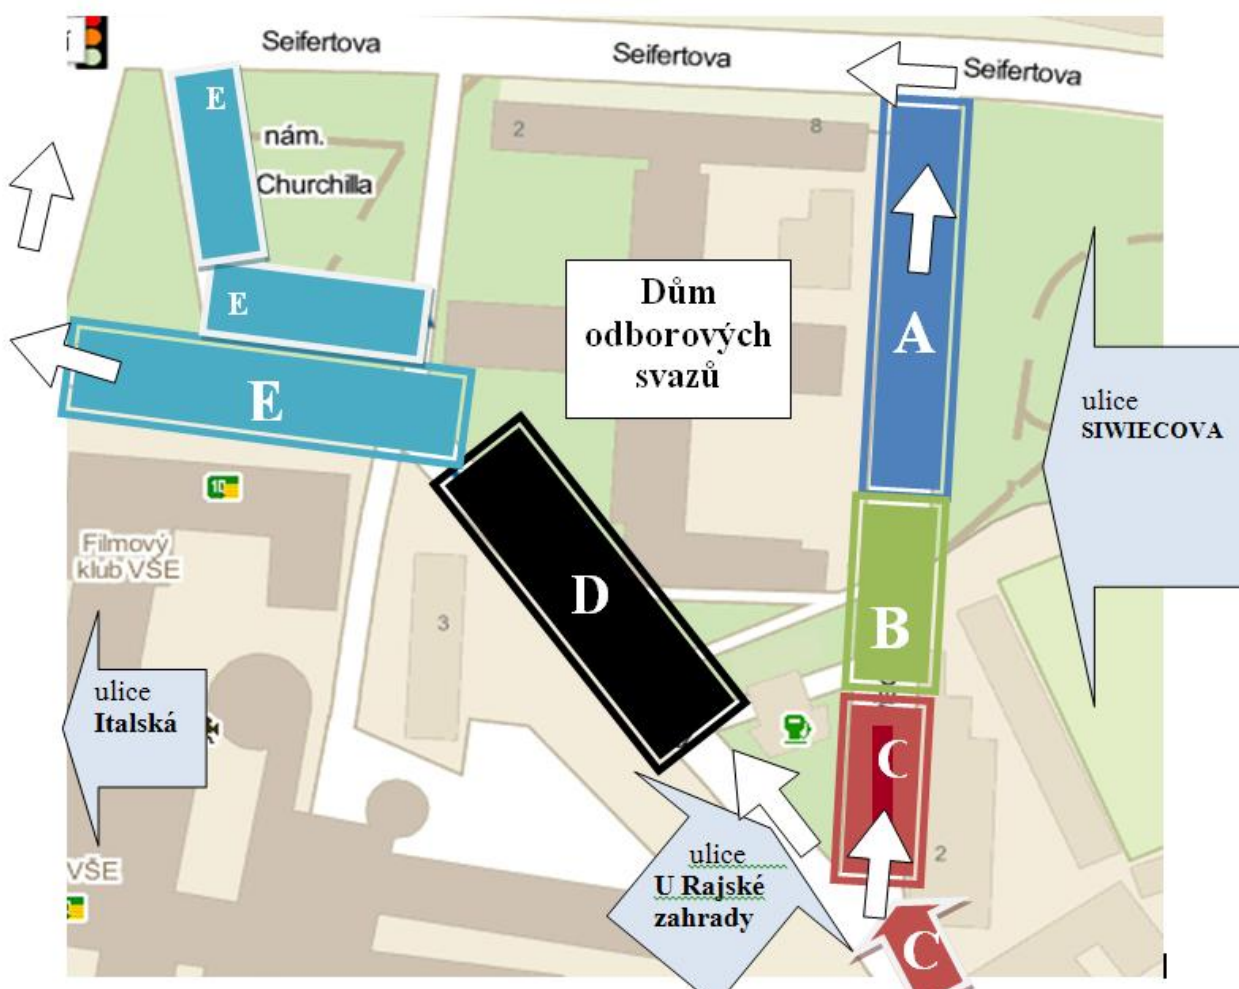 í
Seifertova
Seifertova
Seifertova
E
nám.
Churchilla
2
8
E
Dům
odborových
svazů
A
ulice
SIWIECOVA
E
10
Filmový
klub VŠE
D
B
3
ulice
Italská
C
VŠE
2
ulice
U Rajské
zahrady
C